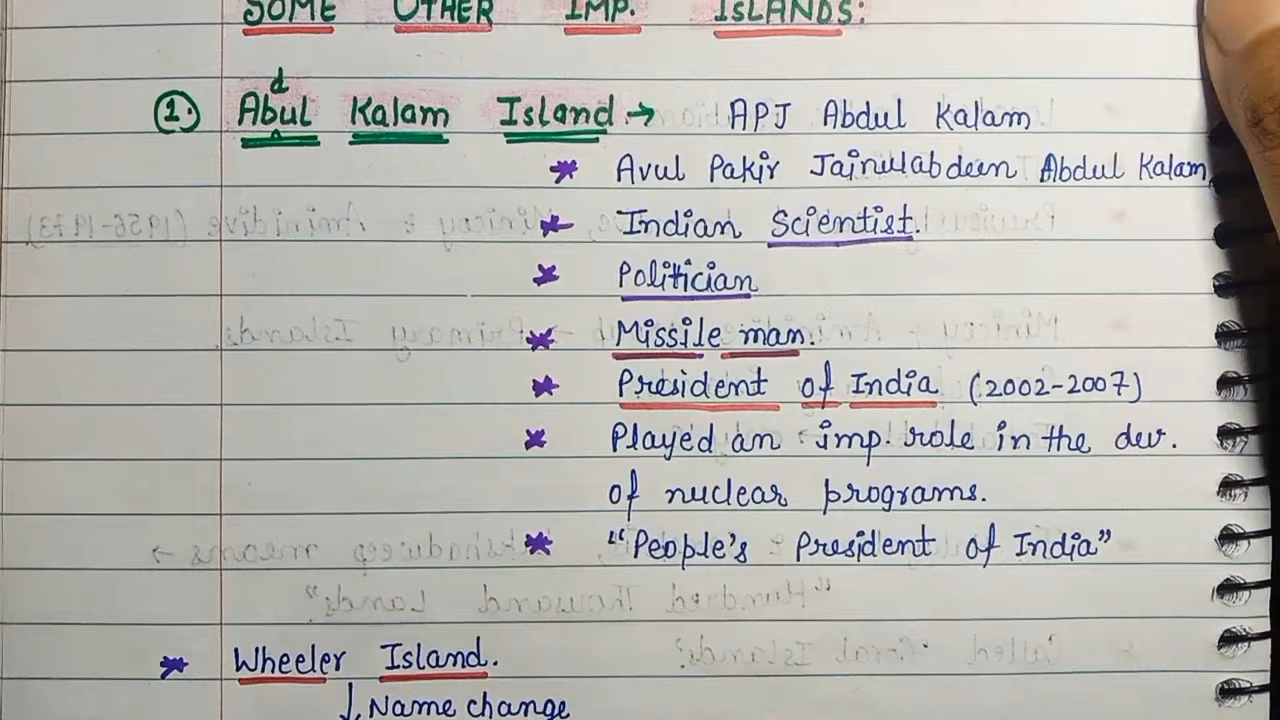 SOME OTHER IMP. ISLANDS:
d
1. Abul Kalam Island → APJ Abdul Kalam
* Avul Pakir Jainulabdeen Abdul Kalam
* Indian Scientist.
* Politician
* Missile man.
* President of India (2002-2007)
* Played an imp. role in the dev.
of nuclear programs.
* "People's President of India"
* Wheeler Island.
↓ Name change